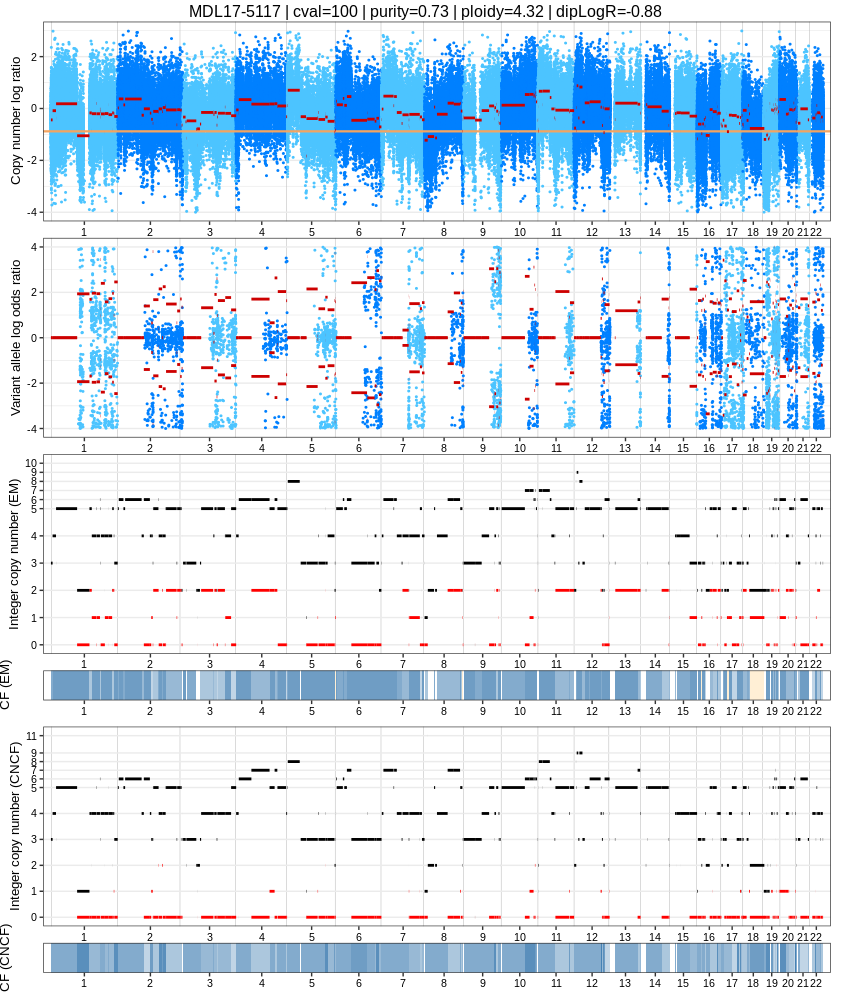 MDL17-5117 | cval=100 | purity=0.73 | ploidy=4.32 | dipLogR=-0.88
Copy number log ratio
2
0
-2
-4
1 2 3 4 5 6 7 8 9 10 11 12 13 14 15 16 17 18 19 20 21 22
Variant allele log odds ratio
4
2
0
-2
-4
1 2 3 4 5 6 7 8 9 10 11 12 13 14 15 16 17 18 19 20 21 22
Integer copy number (EM)
10
9
8
7
6
5
4
3
2
1
0
1 2 3 4 5 6 7 8 9 10 11 12 13 14 15 16 17 18 19 20 21 22
CF (EM)
1 2 3 4 5 6 7 8 9 10 11 12 13 14 15 16 17 18 19 20 21 22
Integer copy number (CNCF)
11
9
8
7
6
5
4
3
2
1
0
1 2 3 4 5 6 7 8 9 10 11 12 13 14 15 16 17 18 19 20 21 22
CF (CNCF)
1 2 3 4 5 6 7 8 9 10 11 12 13 14 15 16 17 18 19 20 21 22